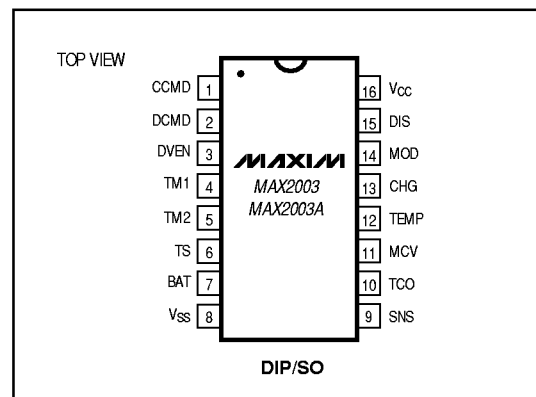 TOP VIEW
CCMD 1
DCMD 2
DVEN 3
TM1 4
TM2 5
TS 6
BAT 7
VSS 8
MAXIM
MAX2003
MAX2003A
16 VCC
15 DIS
14 MOD
13 CHG
12 TEMP
11 MCV
10 TCO
9 SNS
DIP/SO